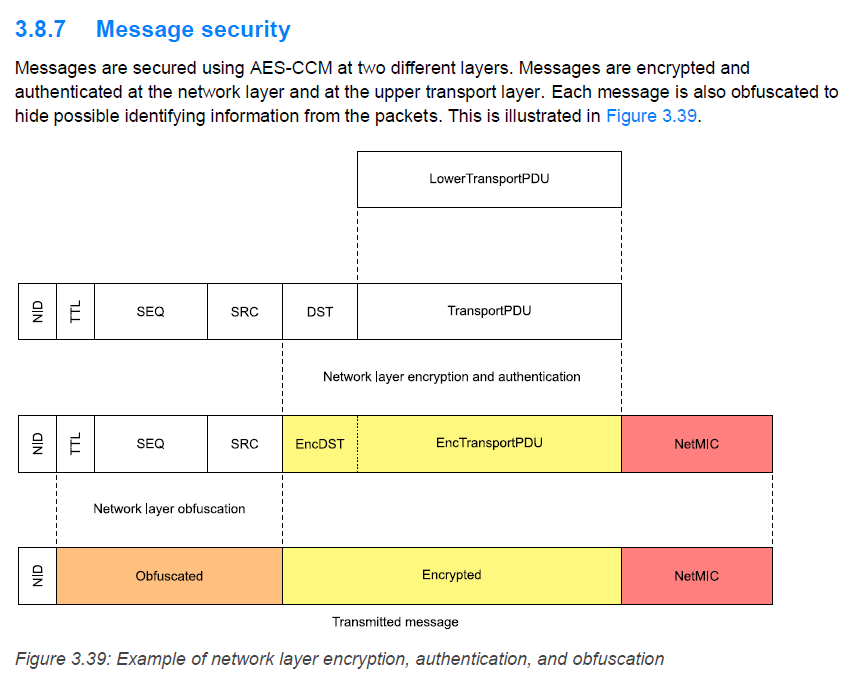 3.8.7 Message security
Messages are secured using AES-CCM at two different layers. Messages are encrypted and
authenticated at the network layer and at the upper transport layer. Each message is also obfuscated to
hide possible identifying information from the packets. This is illustrated in Figure 3.39.
LowerTransportPDU
NID TTL SEQ SRC DST TransportPDU
Network layer encryption and authentication
NID TTL SEQ SRC EncDST EncTransportPDU NetMIC
Network layer obfuscation
NID Obfuscated Encrypted NetMIC
Transmitted message
Figure 3.39: Example of network layer encryption, authentication, and obfuscation